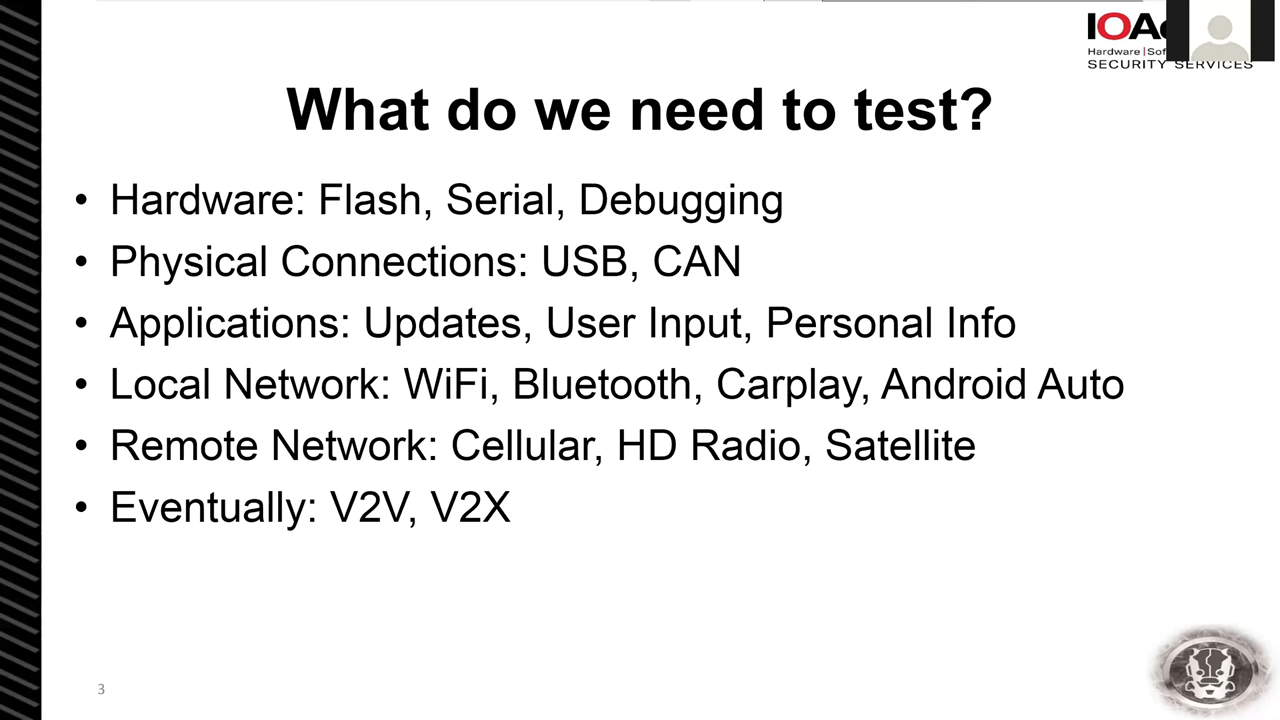 Hardware | Sof
SECURITY SERVICES
What do we need to test?
• Hardware: Flash, Serial, Debugging
• Physical Connections: USB, CAN
• Applications: Updates, User Input, Personal Info
• Local Network: WiFi, Bluetooth, Carplay, Android Auto
• Remote Network: Cellular, HD Radio, Satellite
• Eventually: V2V, V2X
3